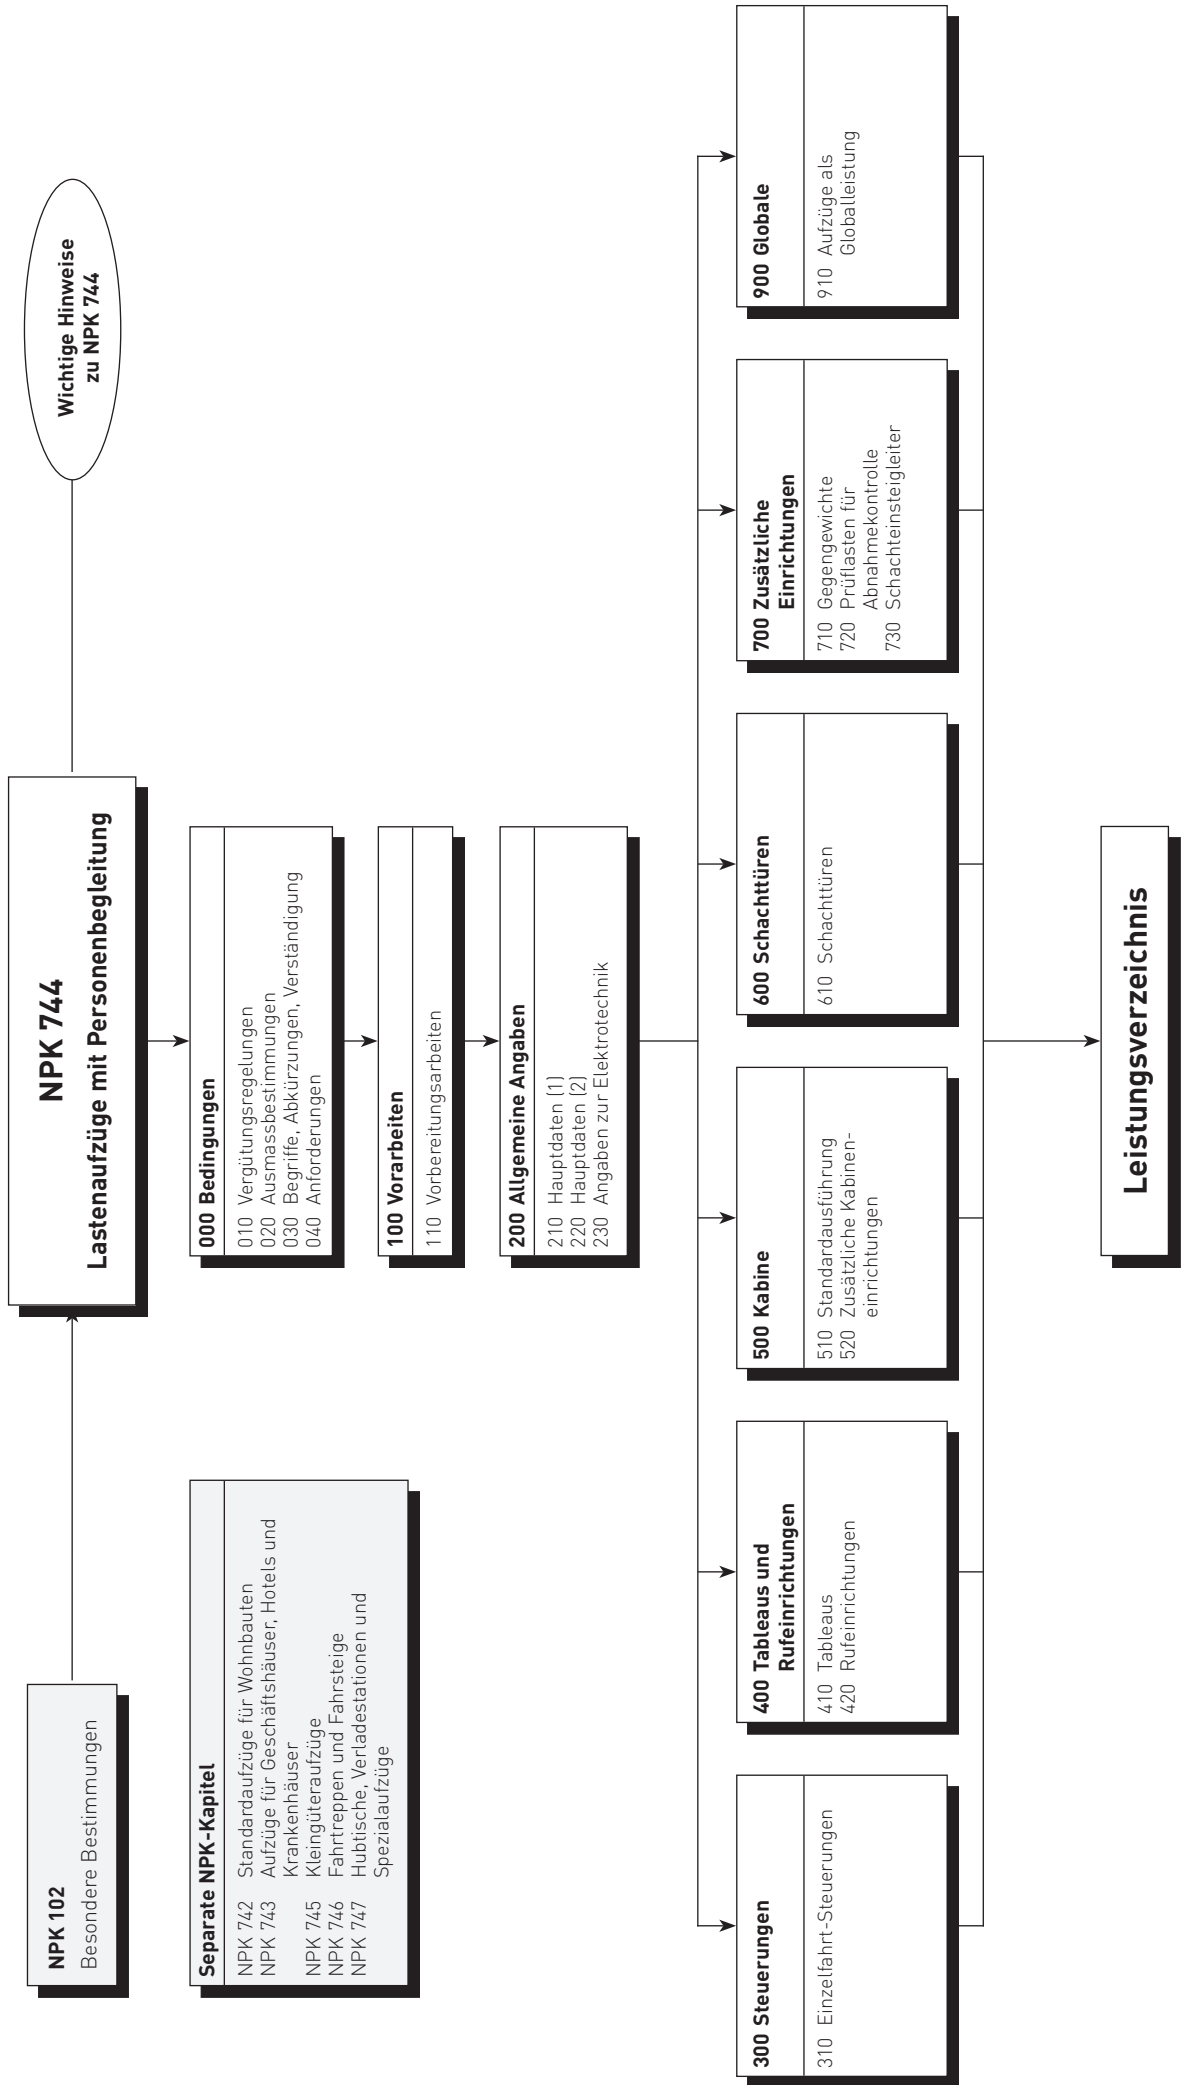 NPK 102
Besondere Bestimmungen
NPK 744
Lastenaufzüge mit Personenbegleitung
Wichtige Hinweise
zu NPK 744
Separate NPK-Kapitel
NPK 742 Standardaufzüge für Wohnbauten
NPK 743 Aufzüge für Geschäftshäuser, Hotels und
Krankenhäuser
NPK 745 Kleingüteraufzüge
NPK 746 Fahrtreppen und Fahrsteige
NPK 747 Hubtische, Verladestationen und
Spezialaufzüge
000 Bedingungen
010 Vergütungsregelungen
020 Ausmassbestimmungen
030 Begriffe, Abkürzungen, Verständigung
040 Anforderungen
100 Vorarbeiten
110 Vorbereitungsarbeiten
200 Allgemeine Angaben
210 Hauptdaten (1)
220 Hauptdaten (2)
230 Angaben zur Elektrotechnik
300 Steuerungen
310 Einzelfahrt-Steuerungen
400 Tableaus und
Rufeinrichtungen
410 Tableaus
420 Rufeinrichtungen
500 Kabine
510 Standardausführung
520 Zusätzliche Kabinen-
einrichtungen
600 Schachttüren
610 Schachttüren
700 Zusätzliche
Einrichtungen
710 Gegengewichte
720 Prüflasten für
Abnahmekontrolle
730 Schachteinsteigleiter
900 Globale
910 Aufzüge als
Globalleistung
Leistungsverzeichnis